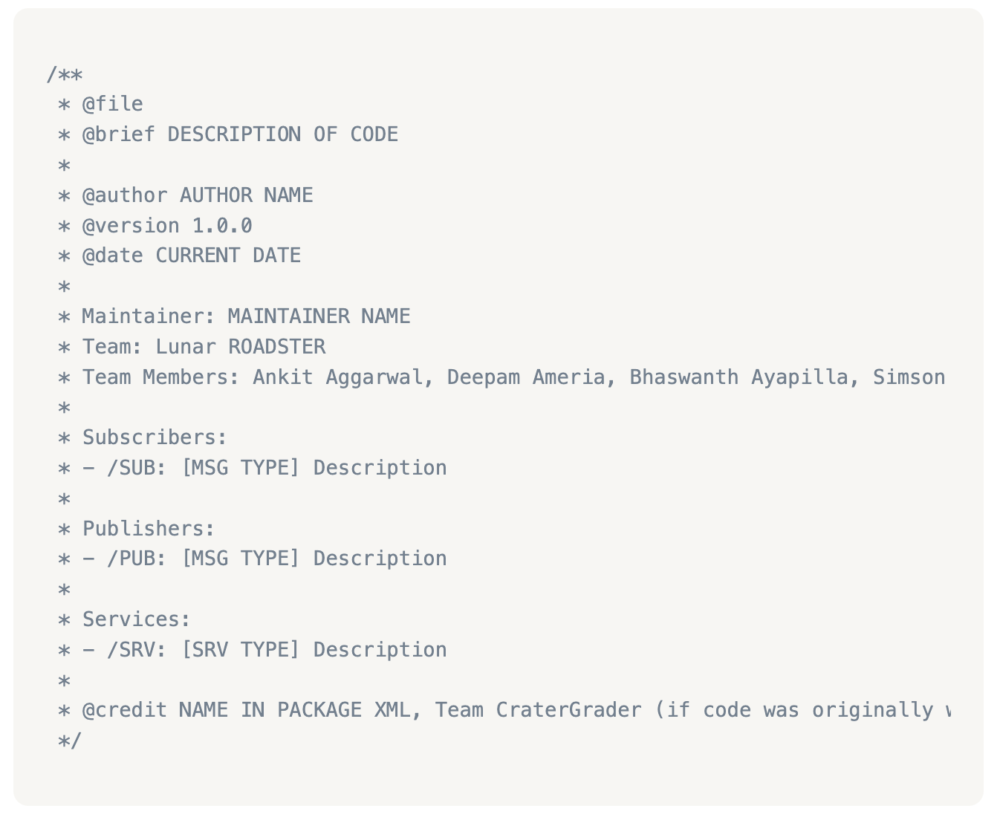 /**
 * @file
 * @brief DESCRIPTION OF CODE
 *
 * @author AUTHOR NAME
 * @version 1.0.0
 * @date CURRENT DATE
 *
 * Maintainer: MAINTAINER NAME
 * Team: Lunar ROADSTER
 * Team Members: Ankit Aggarwal, Deepam Ameria, Bhaswanth Ayapilla, Simson
 *
 * Subscribers:
 * - /SUB: [MSG TYPE] Description
 *
 * Publishers:
 * - /PUB: [MSG TYPE] Description
 *
 * Services:
 * - /SRV: [SRV TYPE] Description
 *
 * @credit NAME IN PACKAGE XML, Team CraterGrader (if code was originally
 */